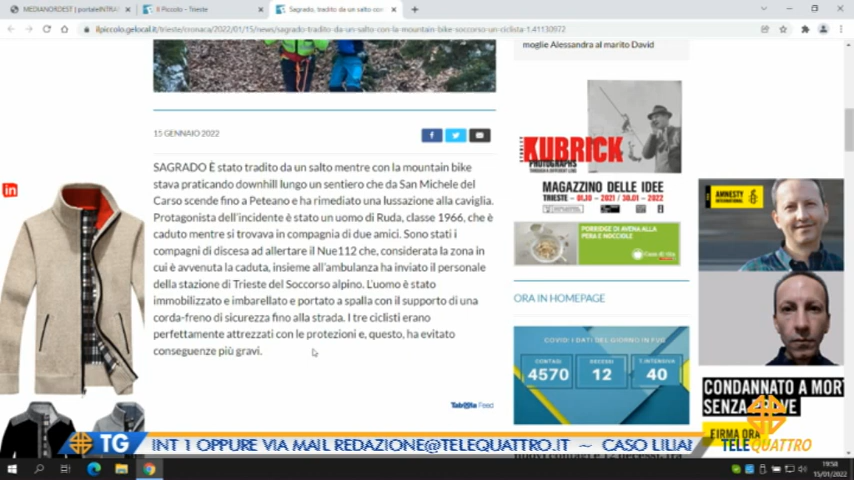 MEDIANORDEST | portaleINTRA
Il Piccolo - Trieste
Sagrado, tradito da un salto con
ilpiccolo.gelocal.it/trieste/cronaca/2022/01/15/news/sagrado-tradito-da-un-salto-con-la-mountain-bike-soccorso-un-ciclista-1.41130972
moglie Alessandra al marito David
15 GENNAIO 2022
SAGRADO È stato tradito da un salto mentre con la mountain bike
stava praticando downhill lungo un sentiero che da San Michele del
Carso scende fino a Peteano e ha rimediato una lussazione alla caviglia.
Protagonista dell'incidente è stato un uomo di Ruda, classe 1966, che è
caduto mentre si trovava in compagnia di due amici. Sono stati i
compagni di discesa ad allertare il Nue112 che, considerata la zona in
cui è avvenuta la caduta, insieme all'ambulanza ha inviato il personale
della stazione di Trieste del Soccorso alpino. L'uomo è stato
immobilizzato e imbarellato e portato a spalla con il supporto di una
corda-freno di sicurezza fino alla strada. I tre ciclisti erano
perfettamente attrezzati con le protezioni e, questo, ha evitato
conseguenze più gravi.
Taboola Feed
in
STANLEY
KUBRICK
PHOTOGRAPHS
THROUGH A DIFFERENT LENS
MAGAZZINO DELLE IDEE
TRIESTE - 01.10 - 2021 / 30.01 - 2022
PORRIDGE DI AVENA ALLA
PERA E NOCCIOLE
ORA IN HOMEPAGE
COVID: I DATI DEL GIORNO IN FVG
CONTAGI
4570
DECESSI
12
T.INTENSIVA
40
AMNESTY
INTERNATIONAL
CONDANNATO A MOR
SENZA PROVE
FIRMA ORA
TG
INT 1 OPPURE VIA MAIL REDAZIONE@TELEQUATTRO.IT ~ CASO LILIA
TELEQUATTRO
19:58
15/01/2022